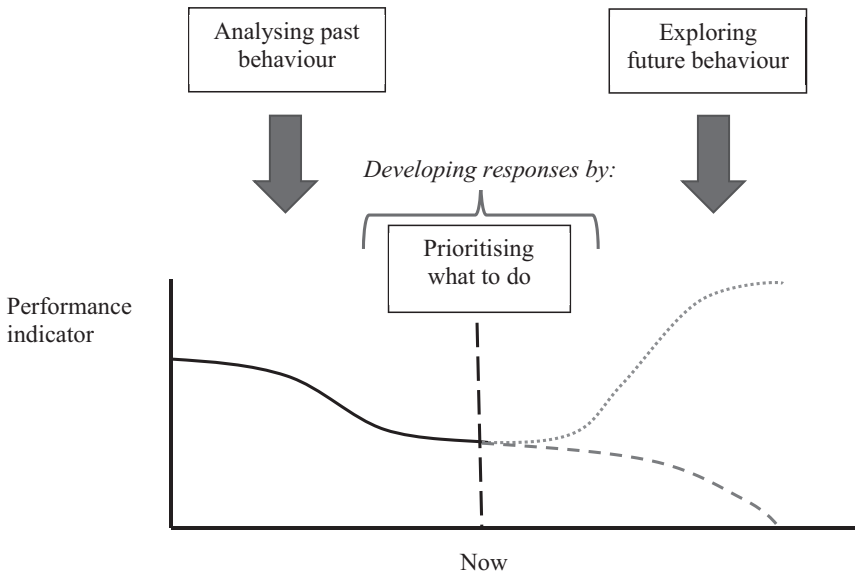 Analysing past
behaviour
Exploring
future behaviour
Developing responses by:
Prioritising
what to do
Performance
indicator
Now